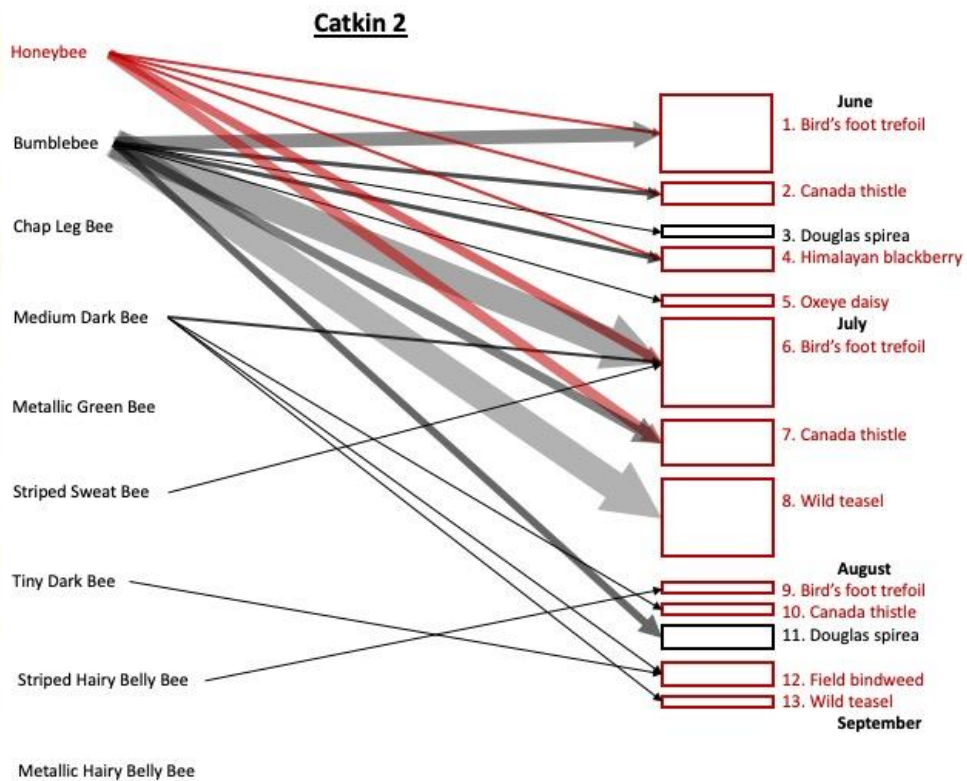 Catkin 2
Honeybee
Bumblebee
Chap Leg Bee
Medium Dark Bee
Metallic Green Bee
Striped Sweat Bee
Tiny Dark Bee
Striped Hairy Belly Bee
Metallic Hairy Belly Bee
June
1. Bird's foot trefoil
2. Canada thistle
3. Douglas spirea
4. Himalayan blackberry
5. Oxeye daisy
July
6. Bird's foot trefoil
7. Canada thistle
8. Wild teasel
August
9. Bird's foot trefoil
10. Canada thistle
11. Douglas spirea
12. Field bindweed
13. Wild teasel
September